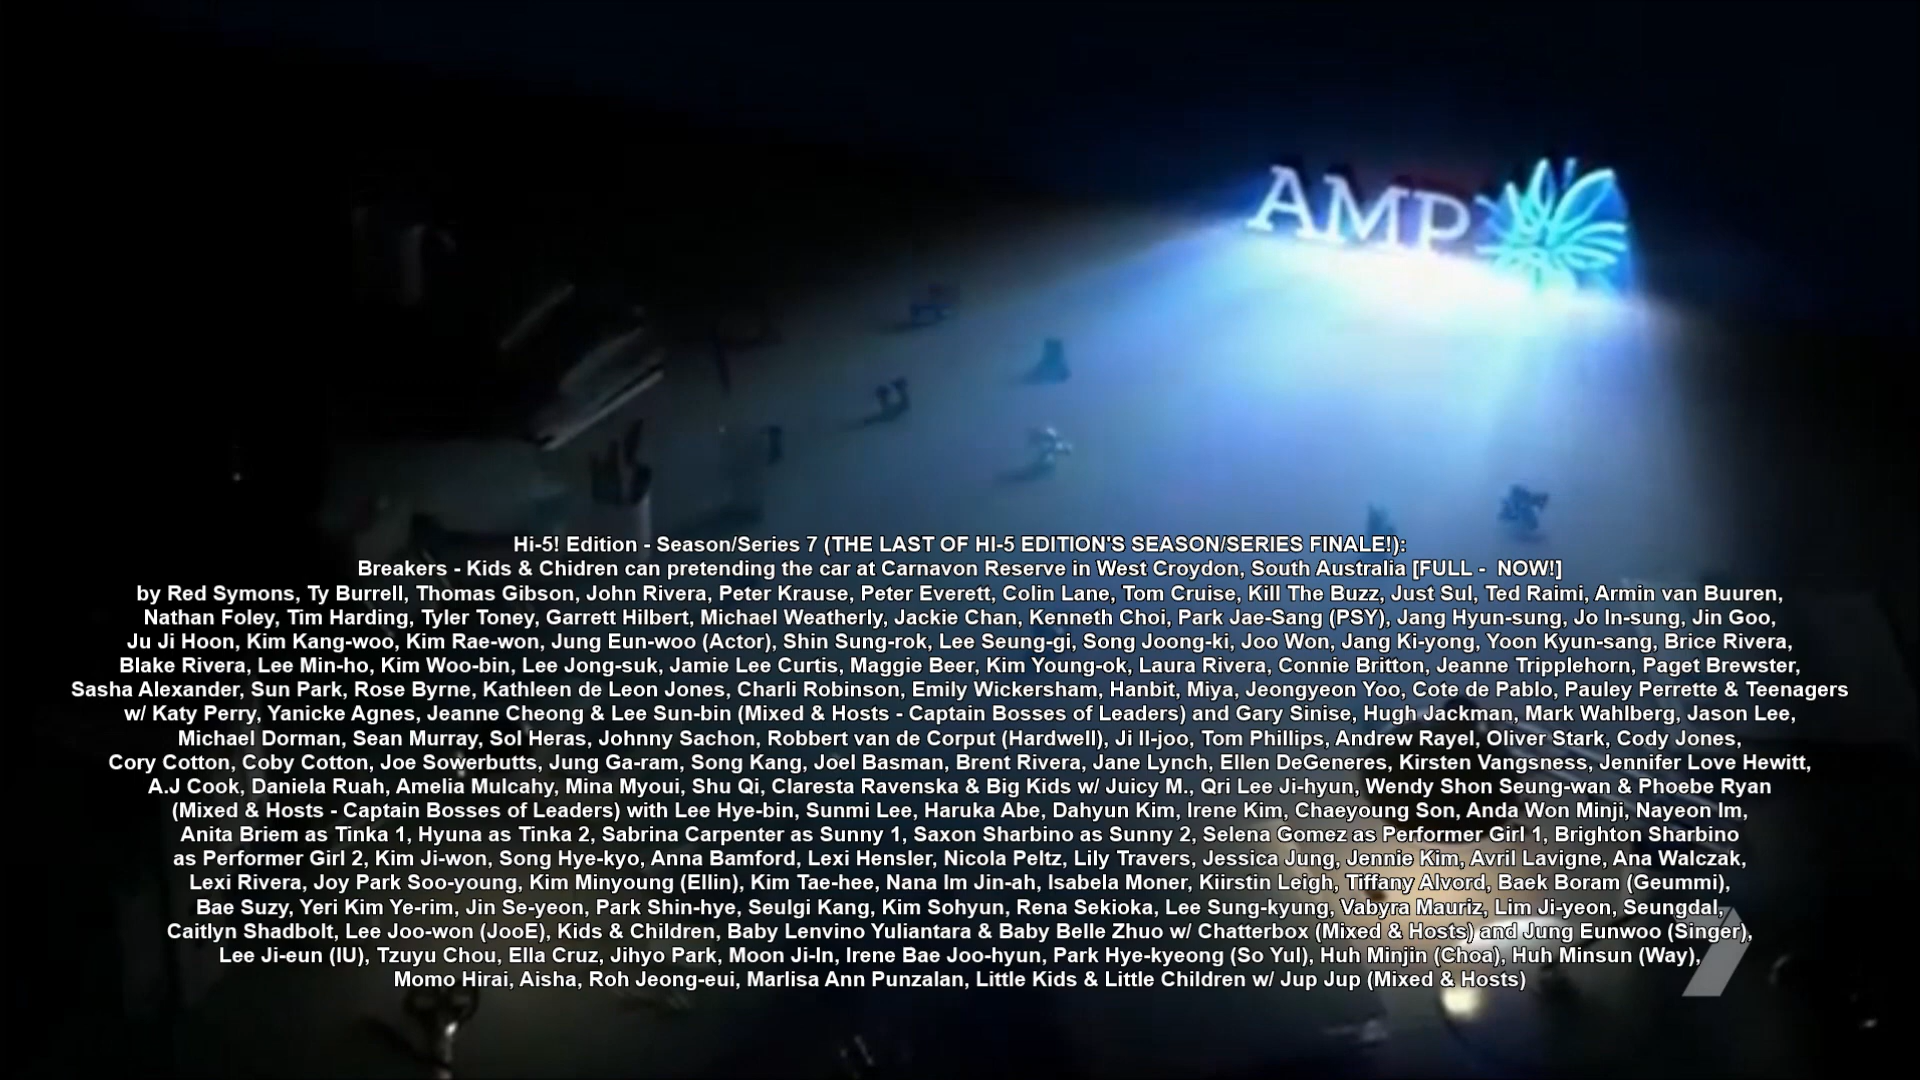 AMP
Hi-5! Edition - Season/Series 7 (THE LAST OF HI-5 EDITION'S SEASON/SERIES FINALE!):
Breakers - Kids & Chidren can pretending the car at Carnavon Reserve in West Croydon, South Australia [FULL - NOW!]
by Red Symons, Ty Burrell, Thomas Gibson, John Rivera, Peter Krause, Peter Everett, Colin Lane, Tom Cruise, Kill The Buzz, Just Sul, Ted Raimi, Armin van Buuren,
Nathan Foley, Tim Harding, Tyler Toney, Garrett Hilbert, Michael Weatherly, Jackie Chan, Kenneth Choi, Park Jae-Sang (PSY), Jang Hyun-sung, Jo In-sung, Jin Goo,
Ju Ji Hoon, Kim Kang-woo, Kim Rae-won, Jung Eun-woo (Actor), Shin Sung-rok, Lee Seung-gi, Song Joong-ki, Joo Won, Jang Ki-yong, Yoon Kyun-sang, Brice Rivera,
Blake Rivera, Lee Min-ho, Kim Woo-bin, Lee Jong-suk, Jamie Lee Curtis, Maggie Beer, Kim Young-ok, Laura Rivera, Connie Britton, Jeanne Tripplehorn, Paget Brewster,
Sasha Alexander, Sun Park, Rose Byrne, Kathleen de Leon Jones, Charli Robinson, Emily Wickersham, Hanbit, Miya, Jeongyeon Yoo, Cote de Pablo, Pauley Perrette & Teenagers
w/ Katy Perry, Yanicke Agnes, Jeanne Cheong & Lee Sun-bin (Mixed & Hosts - Captain Bosses of Leaders) and Gary Sinise, Hugh Jackman, Mark Wahlberg, Jason Lee,
Michael Dorman, Sean Murray, Sol Heras, Johnny Sachon, Robbert van de Corput (Hardwell), Ji Il-joo, Tom Phillips, Andrew Rayel, Oliver Stark, Cody Jones,
Cory Cotton, Coby Cotton, Joe Sowerbutts, Jung Ga-ram, Song Kang, Joel Basman, Brent Rivera, Jane Lynch, Ellen DeGeneres, Kirsten Vangsness, Jennifer Love Hewitt,
A.J Cook, Daniela Ruah, Amelia Mulcahy, Mina Myoui, Shu Qi, Claresta Ravenska & Big Kids w/ Juicy M., Qri Lee Ji-hyun, Wendy Shon Seung-wan & Phoebe Ryan
(Mixed & Hosts - Captain Bosses of Leaders) with Lee Hye-bin, Sunmi Lee, Haruka Abe, Dahyun Kim, Irene Kim, Chaeyoung Son, Anda Won Minji, Nayeon Im,
Anita Briem as Tinka 1, Hyuna as Tinka 2, Sabrina Carpenter as Sunny 1, Saxon Sharbino as Sunny 2, Selena Gomez as Performer Girl 1, Brighton Sharbino
as Performer Girl 2, Kim Ji-won, Song Hye-kyo, Anna Bamford, Lexi Hensler, Nicola Peltz, Lily Travers, Jessica Jung, Jennie Kim, Avril Lavigne, Ana Walczak,
Lexi Rivera, Joy Park Soo-young, Kim Minyoung (Ellin), Kim Tae-hee, Nana Im Jin-ah, Isabela Moner, Kiirstin Leigh, Tiffany Alvord, Baek Boram (Geummi),
Bae Suzy, Yeri Kim Ye-rim, Jin Se-yeon, Park Shin-hye, Seulgi Kang, Kim Sohyun, Rena Sekioka, Lee Sung-kyung, Vabyra Mauriz, Lim Ji-yeon, Seungdal,
Caitlyn Shadbolt, Lee Joo-won (JooE), Kids & Children, Baby Lenvino Yuliantara & Baby Belle Zhuo w/ Chatterbox (Mixed & Hosts) and Jung Eunwoo (Singer),
Lee Ji-eun (IU), Tzuyu Chou, Ella Cruz, Jihyo Park, Moon Ji-In, Irene Bae Joo-hyun, Park Hye-kyeong (So Yul), Huh Minjin (Choa), Huh Minsun (Way),
Momo Hirai, Aisha, Roh Jeong-eui, Marlisa Ann Punzalan, Little Kids & Little Children w/ Jup Jup (Mixed & Hosts)